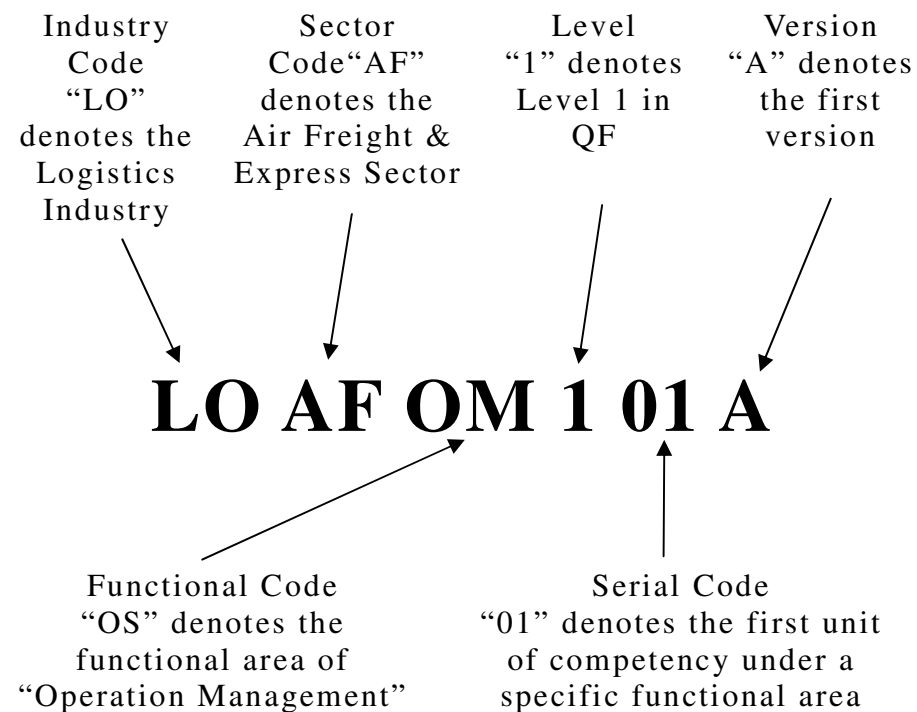 Industry
Code
“LO”
denotes the
Logistics
Industry
Sector
Code“AF”
denotes the
Air Freight &
Express Sector
Level
“1” denotes
Level 1 in
QF
Version
“A” denotes
the first
version
LO AF OM 1 01 A
Functional Code
“OS” denotes the
functional area of
“Operation Management”
Serial Code
“01” denotes the first unit
of competency under a
specific functional area